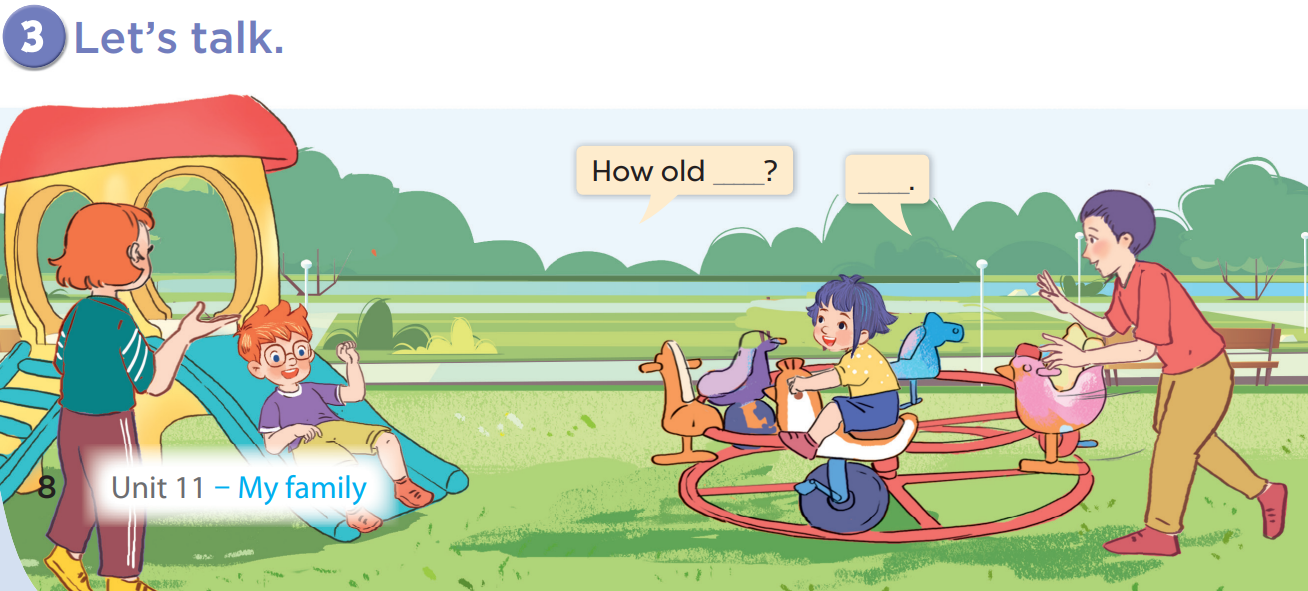 3 Let's talk.
How old ____?
____.
8 Unit 11 – My family